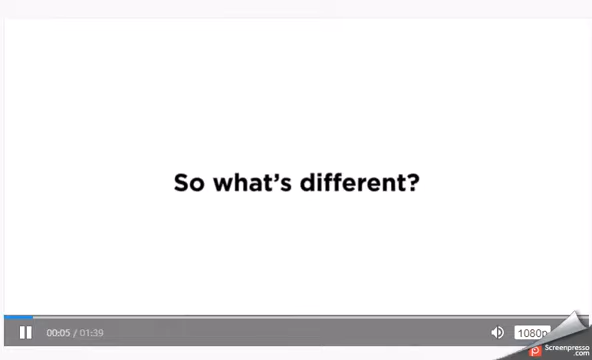 So what's different?
00:05 / 01:39
1080p
Screenpresso
.com